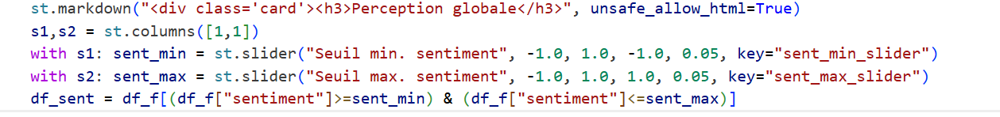 st.markdown("<div class='card'><h3>Perception globale</h3>", unsafe_allow_html=True)
s1,s2 = st.columns([1,1])
with s1: sent_min = st.slider("Seuil min. sentiment", -1.0, 1.0, -1.0, 0.05, key="sent_min_slider")
with s2: sent_max = st.slider("Seuil max. sentiment", -1.0, 1.0, 1.0, 0.05, key="sent_max_slider")
df_sent = df_f[(df_f["sentiment"]>=sent_min) & (df_f["sentiment"]<=sent_max)]